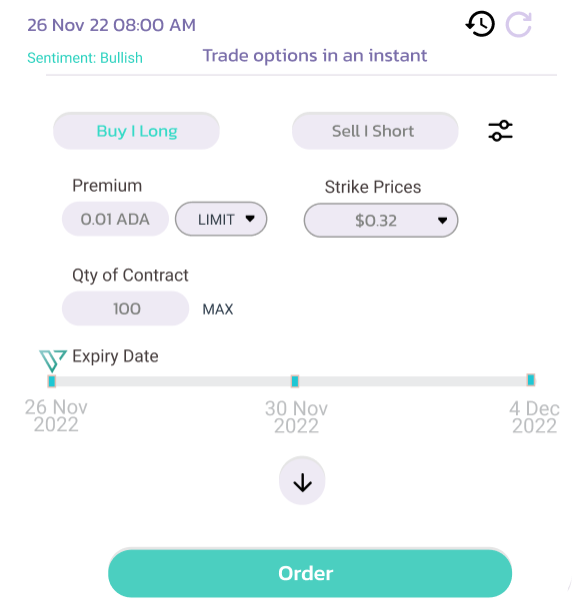 26 Nov 22 08:00 AM
Sentiment: Bullish
Trade options in an instant
Buy I Long
Sell I Short
Premium
Strike Prices
0.01 ADA
LIMIT
$0.32
Qty of Contract
100
MAX
Expiry Date
26 Nov
2022
30 Nov
2022
4 Dec
2022
Order